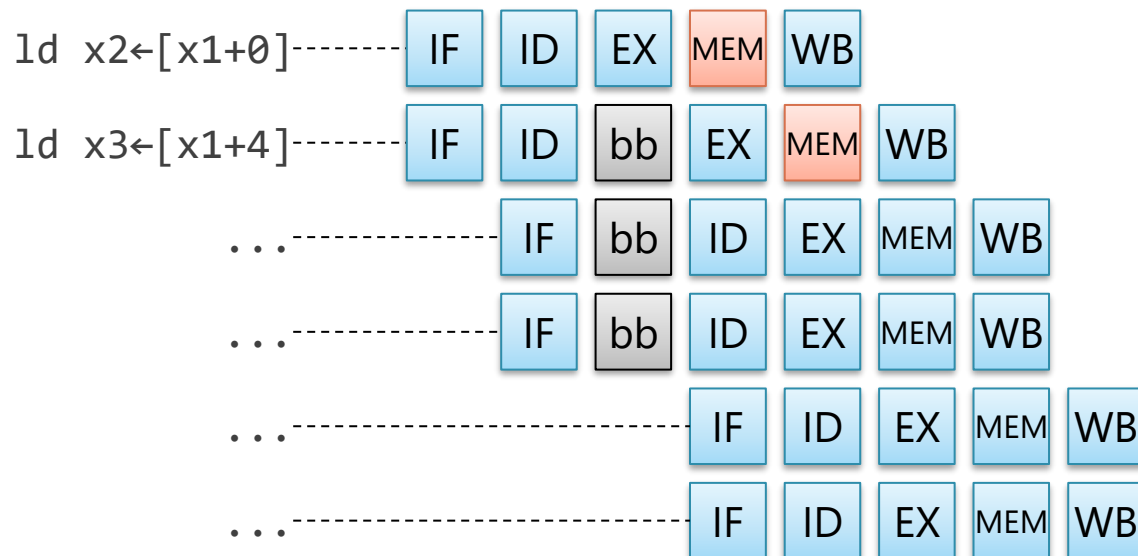 ld x2←[x1+0] IF ID EX MEM WB
ld x3←[x1+4] IF ID bb EX MEM WB
... IF bb ID EX MEM WB
... IF bb ID EX MEM WB
... IF ID EX MEM WB
... IF ID EX MEM WB